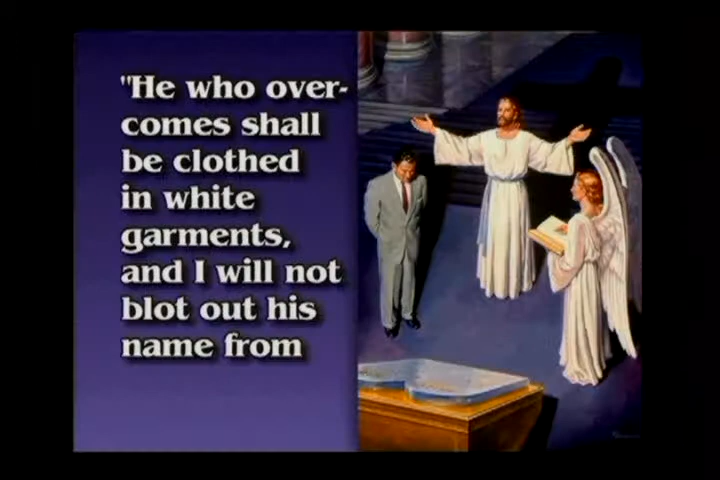 "He who over-
comes shall
be clothed
in white
garments,
and I will not
blot out his
name from